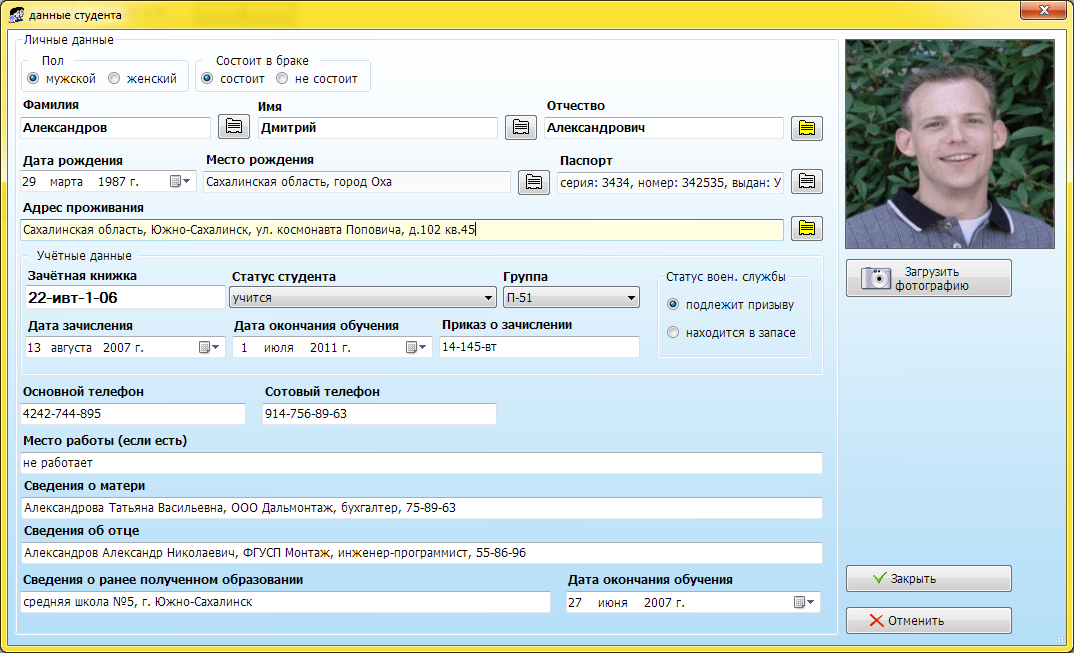 данные студента
Личные данные
Пол
мужской женский
Состоит в браке
состоит не состоит
Фамилия
Александров
Имя
Дмитрий
Отчество
Александрович
Дата рождения
29 марта 1987 г.
Место рождения
Сахалинская область, город Оха
Паспорт
серия: 3434, номер: 342535, выдан: У
Адрес проживания
Сахалинская область, Южно-Сахалинск, ул. космонавта Поповича, д.102 кв.45
Учётные данные
Зачётная книжка
22-ивт-1-06
Статус студента
учится
Группа
П-51
Статус воен. службы
подлежит призыву
находится в запасе
Дата зачисления
13 августа 2007 г.
Дата окончания обучения
1 июля 2011 г.
Приказ о зачислении
14-145-вт
Основной телефон
4242-744-895
Сотовый телефон
914-756-89-63
Место работы (если есть)
не работает
Сведения о матери
Александрова Татьяна Васильевна, ООО Дальмонтаж, бухгалтер, 75-89-63
Сведения об отце
Александров Александр Николаевич, ФГУСП Монтаж, инженер-программист, 55-86-96
Сведения о ранее полученном образовании
средняя школа №5, г. Южно-Сахалинск
Дата окончания обучения
27 июня 2007 г.
Загрузить
фотографию
Закрыть
Отменить